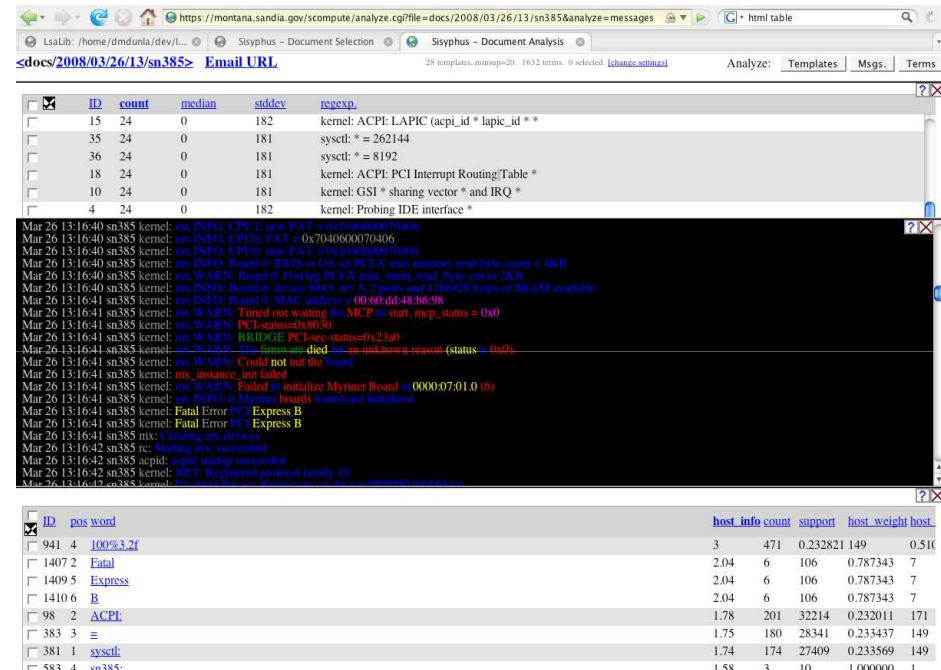 https://montana.sandia.gov/scompute/analyze.cgi?file=docs/2008/03/26/13/sn385&analyze=messages
html table
LsaLib: /home/dmdunla/dev/l...
Sisyphus - Document Selection
Sisyphus - Document Analysis
<docs/2008/03/26/13/sn385> Email URL
28 templates, minsup=20. 1632 terms. 0 selected. [change settings]
Analyze: Templates Msgs. Terms
ID count median stddev regexp.
15 24 0 182 kernel: ACPI: LAPIC (acpi_id * lapic_id * *
35 24 0 181 sysctl: * = 262144
36 24 0 181 sysctl: * = 8192
18 24 0 181 kernel: ACPI: PCI Interrupt Routing Table *
10 24 0 181 kernel: GSI * sharing vector * and IRQ *
4 24 0 182 kernel: Probing IDE interface *
Mar 26 13:16:40 sn385 kernel: mx INFO: CPU1: new PAT = 0x1040600070406
Mar 26 13:16:40 sn385 kernel: mx INFO: CPU0: PAT = 0x7040600070406
Mar 26 13:16:40 sn385 kernel: mx INFO: CPU0: new PAT = 0x1040600070406
Mar 26 13:16:40 sn385 kernel: mx INFO: Board 0: BIOS or OS set PCI-X max memory read byte count < 4KB
Mar 26 13:16:40 sn385 kernel: mx WARN: Board 0: Forcing PCI-X max_mem_read_byte_cnt to 2KB
Mar 26 13:16:40 sn385 kernel: mx INFO: Board 0: device 8043, rev 3, 2 ports and 4186928 bytes of SRAM available
Mar 26 13:16:40 sn385 kernel: mx INFO: Board 0: MAC address = 00:60:dd:48:b6:98
Mar 26 13:16:41 sn385 kernel: mx WARN: Timed out waiting for MCP to start, mcp_status = 0x0
Mar 26 13:16:41 sn385 kernel: mx WARN: PCI-status=0x8030
Mar 26 13:16:41 sn385 kernel: mx WARN: BRIDGE PCI-sec-status=0x23a0
Mar 26 13:16:41 sn385 kernel: mx WARN: The firmware died for an unknown reason (status = 0x0).
Mar 26 13:16:41 sn385 kernel: mx WARN: Could not init the board
Mar 26 13:16:41 sn385 kernel: mx_instance_init failed
Mar 26 13:16:41 sn385 kernel: mx WARN: Failed to initialize Myrinet Board at 0000:07:01.0 (6)
Mar 26 13:16:41 sn385 kernel: mx INFO: 0 Myrinet boards found and initialized
Mar 26 13:16:41 sn385 kernel: Fatal Error PCI Express B
Mar 26 13:16:41 sn385 kernel: Fatal Error PCI Express B
Mar 26 13:16:41 sn385 mx: Creating mx devices
Mar 26 13:16:42 sn385 rc: Starting mx: succeeded
Mar 26 13:16:42 sn385 acpid: acpid startup succeeded
Mar 26 13:16:42 sn385 kernel: NET: Registered protocol family 10
Mar 26 13:16:42 sn385 kernel: Disabled Privacy Extensions on device
ID pos word host_info count support host_weight host_
941 4 100%3.2f 3 471 0.232821 149 0.510
1407 2 Fatal 2.04 6 106 0.787343 7
1409 5 Express 2.04 6 106 0.787343 7
1410 6 B 2.04 6 106 0.787343 7
98 2 ACPI: 1.78 201 32214 0.232011 171
383 3 = 1.75 180 28341 0.233437 149
381 1 sysctl: 1.74 174 27409 0.233569 149
583 4 sn385: 1.58 3 10 1.000000 1